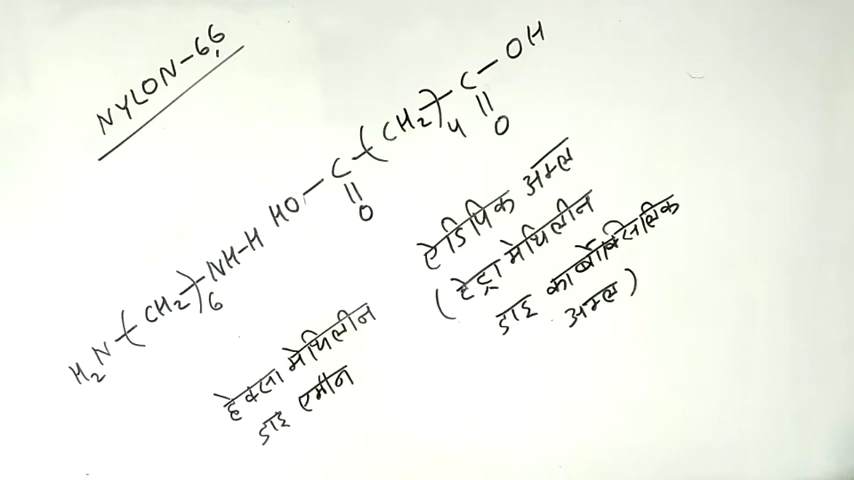 NYLON-6,6
H₂N-(CH₂)₆-NH-H HO-C-(CH₂)₄-C-OH
O O
हेक्सा मेथिलीन
डाइ एमीन
ऐडिपिक अम्ल
(टेट्रा मेथिलीन
डाइ कार्बोक्सिलिक
अम्ल)